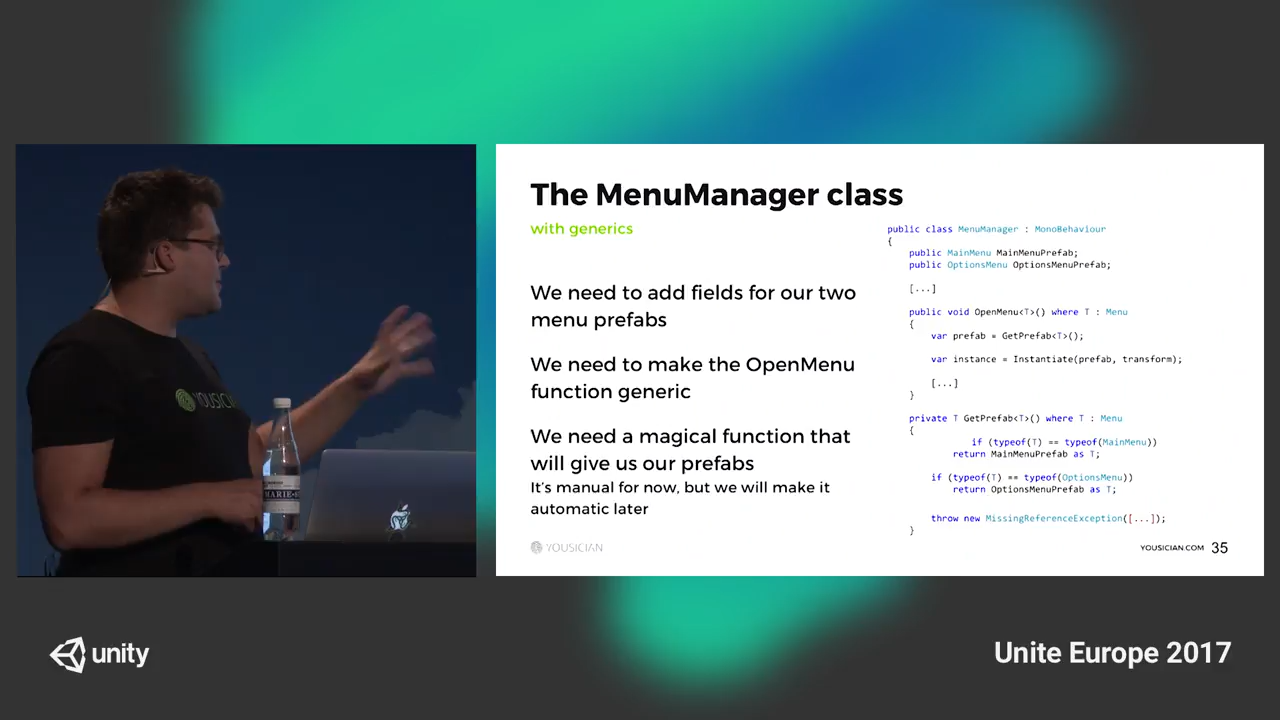 The MenuManager class
with generics
We need to add fields for our two
menu prefabs
We need to make the OpenMenu
function generic
We need a magical function that
will give us our prefabs
It's manual for now, but we will make it
automatic later
public class MenuManager : MonoBehaviour
{
public MainMenu MainMenuPrefab;
public OptionsMenu OptionsMenuPrefab;
[...]
public void OpenMenu<T>() where T : Menu
{
var prefab = GetPrefab<T>();
var instance = Instantiate(prefab, transform);
[...]
}
private T GetPrefab<T>() where T : Menu
{
if (typeof(T) == typeof(MainMenu))
return MainMenuPrefab as T;
if (typeof(T) == typeof(OptionsMenu))
return OptionsMenuPrefab as T;
throw new MissingReferenceException([...]);
}
YOUSICIAN
YOUSICIAN.COM 35
unity
Unite Europe 2017